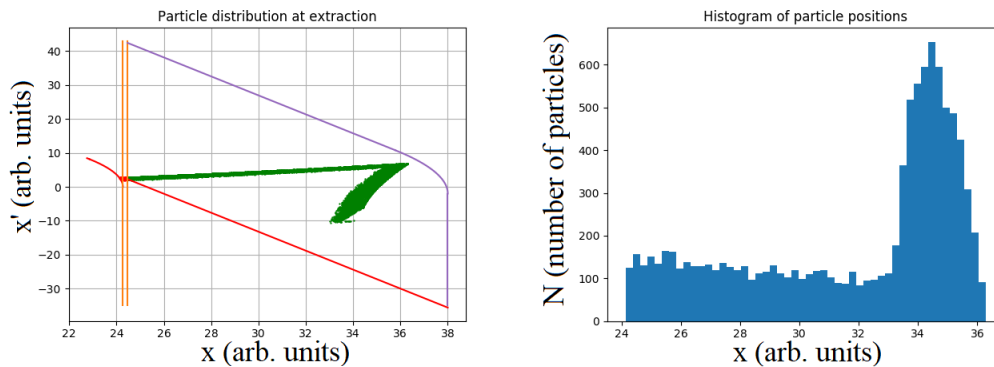 Particle distribution at extraction
40
30
20
10
0
−10
−20
−30
x' (arb. units)
22 24 26 28 30 32 34 36 38
x (arb. units)
Histogram of particle positions
600
500
400
300
200
100
0
N (number of particles)
24 26 28 30 32 34 36
x (arb. units)